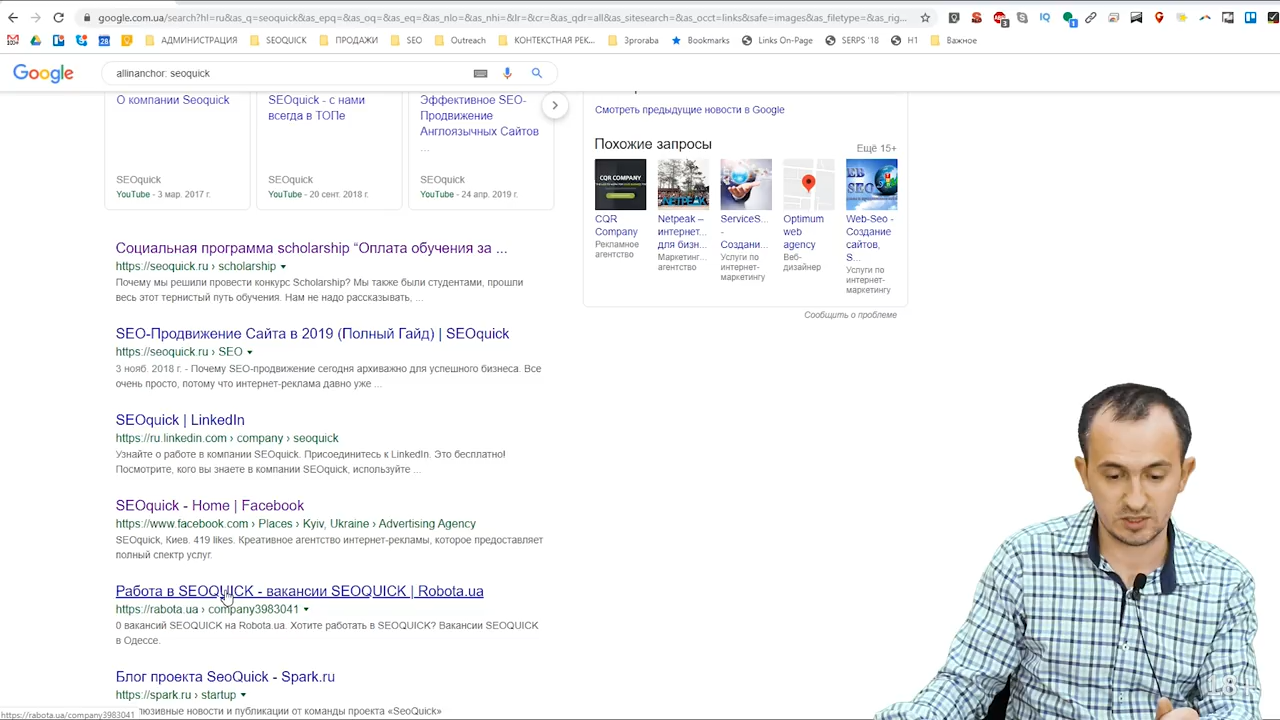 google.com.ua/search?hl=ru&as_q=seoquick&as_epq=&as_oq=&as_eq=&as_nlo=&as_nhi=&lr=&cr=&as_qdr=all&as_sitesearch=&as_occt=links&safe=images&as_filetype=&as_rig...
АДМИНИСТРАЦИЯ SEOQUICK ПРОДАЖИ SEO Outreach КОНТЕКСТНАЯ РЕК... Zproraba Bookmarks Links On-Page SERPS '18 H1 Важное
Google
allinanchor: seoquick
О компании Seoquick
SEOquick
YouTube - 3 мар. 2017 г.
SEOquick - с нами
всегда в ТОПе
SEOquick
YouTube - 20 сент. 2018 г.
Эффективное SEO-
Продвижение
Англоязычных Сайтов
...
SEOquick
YouTube - 24 апр. 2019 г.
Социальная программа scholarship “Оплата обучения за ...
https://seoquick.ru › scholarship
Почему мы решили провести конкурс Scholarship? Мы также были студентами, прошли
весь этот тернистый путь обучения. Нам не надо рассказывать, ...
SEO-Продвижение Сайта в 2019 (Полный Гайд) | SEOquick
https://seoquick.ru › SEO
3 нояб. 2018 г. - Почему SEO-продвижение сегодня архиважно для успешного бизнеса. Все
очень просто, потому что интернет-реклама давно уже ...
SEOquick | LinkedIn
https://ru.linkedin.com › company › seoquick
Узнайте о работе в компании SEOquick. Присоединитесь к LinkedIn. Это бесплатно!
Посмотрите, кого вы знаете в компании SEOquick, используйте ...
SEOquick - Home | Facebook
https://www.facebook.com › Places › Kyiv, Ukraine › Advertising Agency
SEOquick, Киев. 419 likes. Креативное агентство интернет-рекламы, которое предоставляет
полный спектр услуг.
Работа в SEOQUICK - вакансии SEOQUICK | Robota.ua
https://rabota.ua › company3983041
0 вакансий SEOQUICK на Robota.ua. Хотите работать в SEOQUICK? Вакансии SEOQUICK
в Одессе.
Блог проекта SeoQuick - Spark.ru
https://spark.ru › startup
люзивные новости и публикации от команды проекта «SeoQuick»
https://rabota.ua/company3983041
Смотреть предыдущие новости в Google
Похожие запросы
Ещё 15+
CQR COMPANY
NETPEAK
SEO
CQR
Company
Рекламное
агентство
Netpeak –
интернет...
для бизн...
Маркетинг...
агентство
ServiceS...
-
Создани...
Услуги по
интернет-
маркетингу
Optimum
web
agency
Веб-
дизайнер
Web-Seo -
Создание
сайтов,
S...
Услуги по
интернет-
маркетингу
Сообщить о проблеме
18+